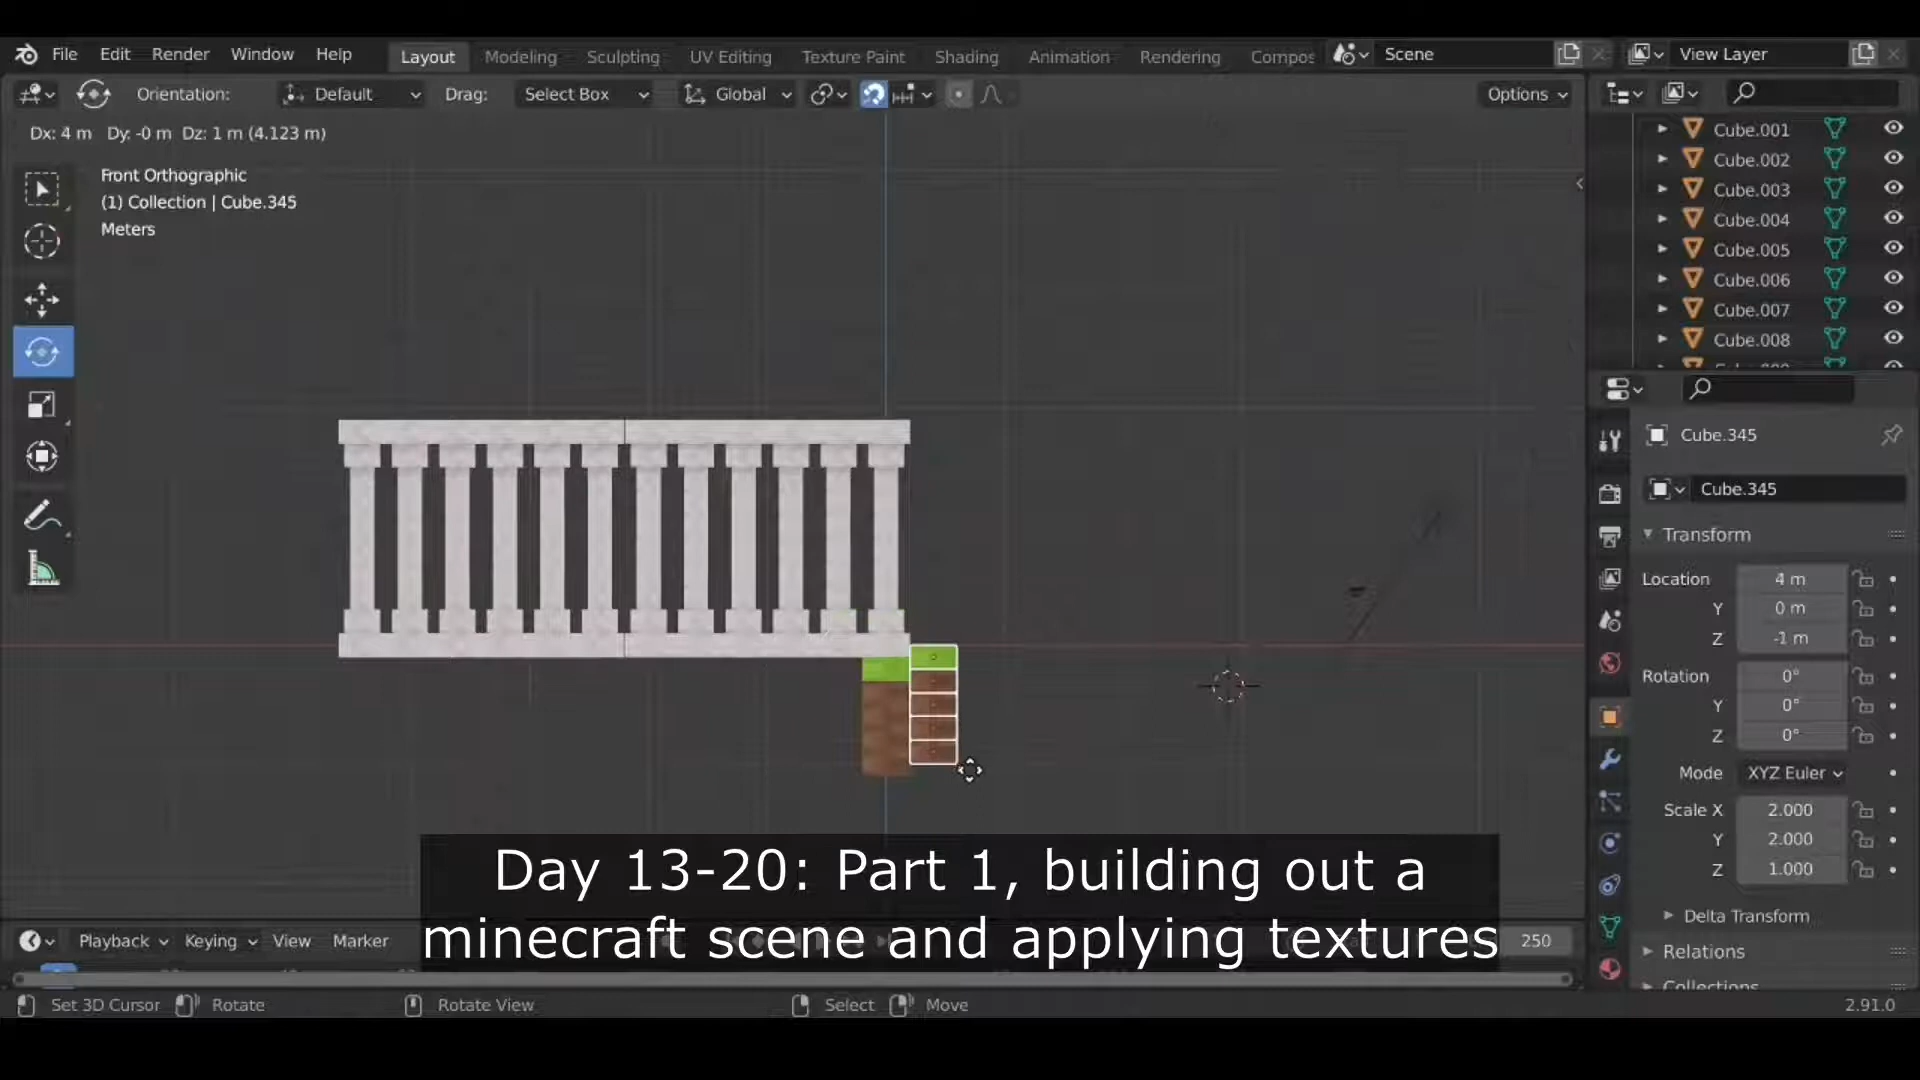 File Edit Render Window Help Layout Modeling Sculpting UV Editing Texture Paint Shading Animation Rendering Compos Scene View Layer
Orientation: Default Drag: Select Box Global Options
Dx: 4 m Dy: -0 m Dz: 1 m (4.123 m)
Front Orthographic
(1) Collection | Cube.345
Meters
Cube.001
Cube.002
Cube.003
Cube.004
Cube.005
Cube.006
Cube.007
Cube.008
Cube.345
Cube.345
Transform
Location 4 m
Y 0 m
Z -1 m
Rotation 0°
Y 0°
Z 0°
Mode XYZ Euler
Scale X 2.000
Y 2.000
Z 1.000
Delta Transform
Relations
Collections
Day 13-20: Part 1, building out a
minecraft scene and applying textures
Playback Keying View Marker 250
Set 3D Cursor Rotate Rotate View Select Move 2.91.0